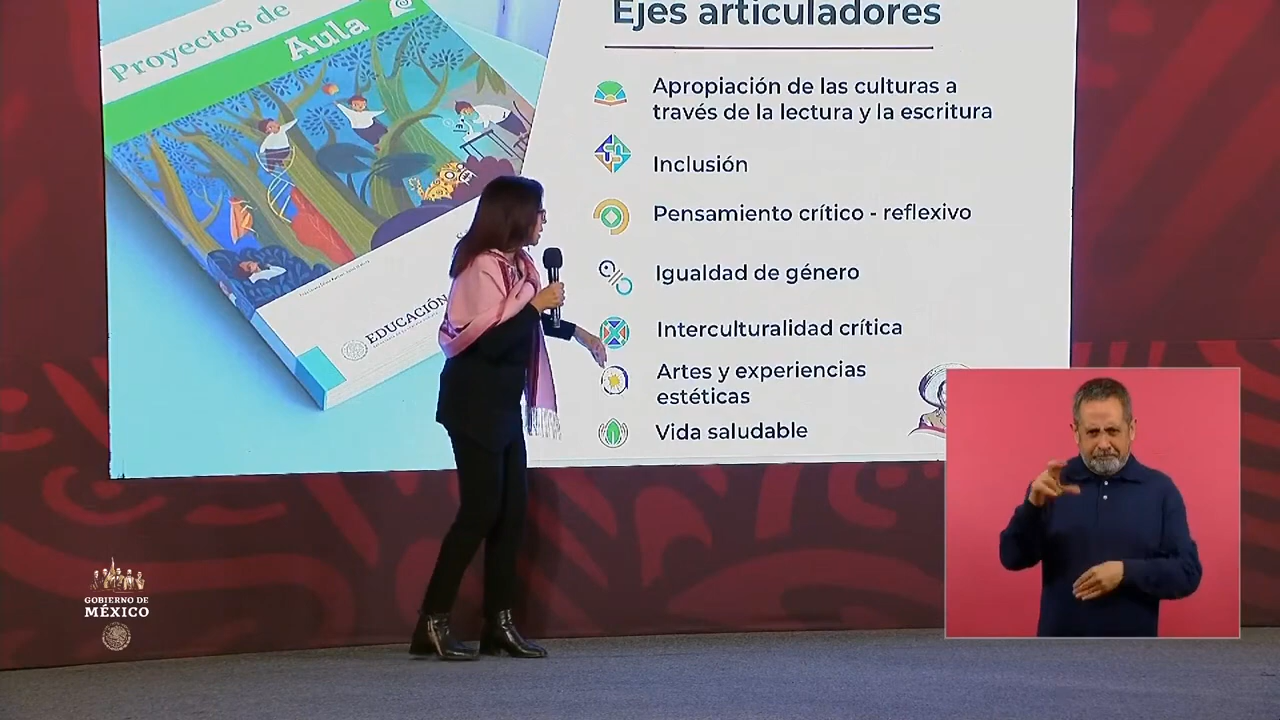 Proyectos de
Aula
EDUCACIÓN
Ejes articuladores
Apropiación de las culturas a
través de la lectura y la escritura
Inclusión
Pensamiento crítico - reflexivo
Igualdad de género
Interculturalidad crítica
Artes y experiencias
estéticas
Vida saludable
GOBIERNO DE
MÉXICO